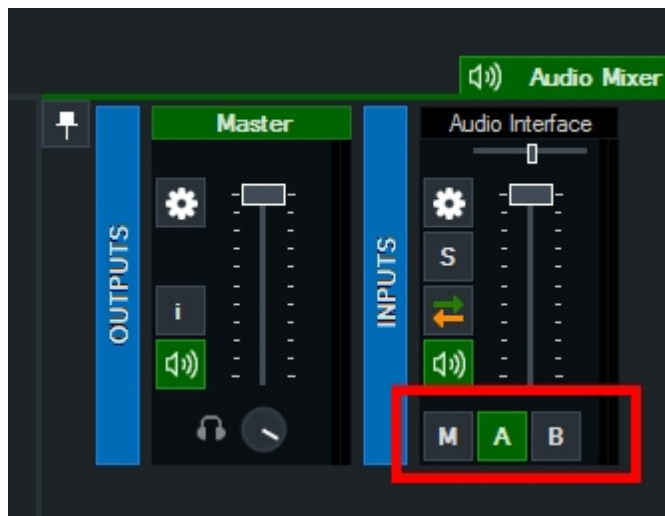 Audio Mixer
OUTPUTS
Master
i
INPUTS
Audio Interface
S
M A B